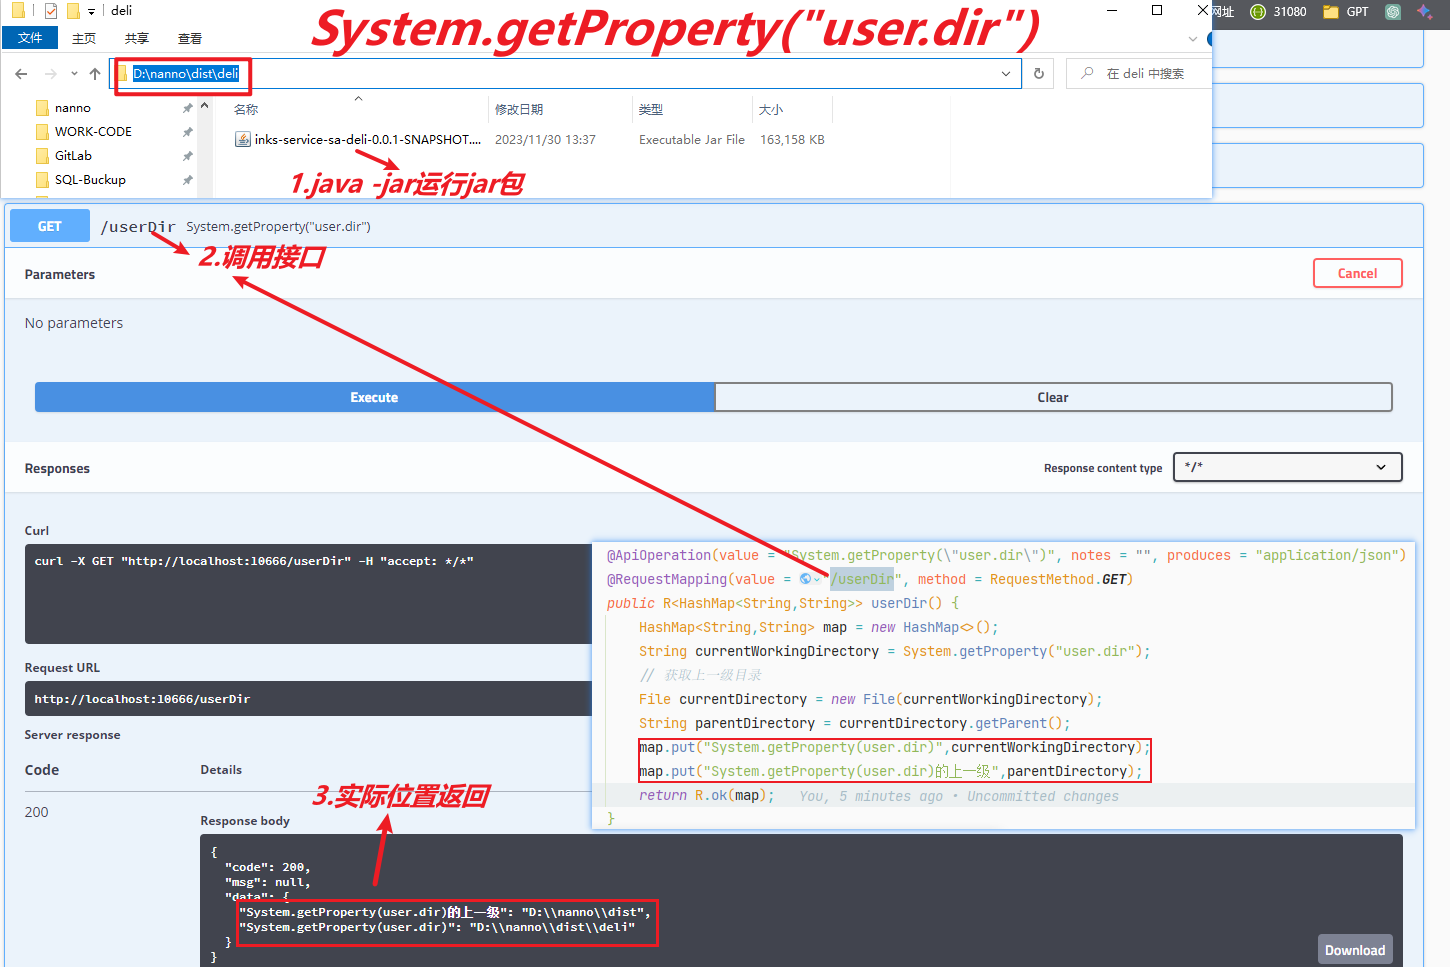 deli
System.getProperty("user.dir")
网址
31080
GPT
文件
主页
共享
查看
D:\nanno\dist\deli
在 deli 中搜索
nanno
WORK-CODE
GitLab
SQL-Buckup
名称
修改日期
类型
大小
inks-service-sa-deli-0.0.1-SNAPSHOT....
2023/11/30 13:37
Executable Jar File
163,158 KB
1.java -jar运行jar包
GET
/userDir
System.getProperty("user.dir")
2.调用接口
Parameters
Cancel
No parameters
Execute
Clear
Responses
Response content type
*/*
Curl
curl -X GET "http://localhost:10666/userDir" -H "accept: */*"
Request URL
http://localhost:10666/userDir
Server response
Code
Details
200
3.实际位置返回
Response body
{
"code": 200,
"msg": null,
"data": {
"System.getProperty(user.dir)的上一级": "D:\\nanno\\dist",
"System.getProperty(user.dir)": "D:\\nanno\\dist\\deli"
}
}
Download
@ApiOperation(value = "System.getProperty(\"user.dir\")", notes = "", produces = "application/json")
@RequestMapping(value = "/userDir", method = RequestMethod.GET)
public R<HashMap<String,String>> userDir() {
HashMap<String,String> map = new HashMap<>();
String currentWorkingDirectory = System.getProperty("user.dir");
// 获取上一级目录
File currentDirectory = new File(currentWorkingDirectory);
String parentDirectory = currentDirectory.getParent();
map.put("System.getProperty(user.dir)",currentWorkingDirectory);
map.put("System.getProperty(user.dir)的上一级",parentDirectory);
return R.ok(map); You, 5 minutes ago • Uncommitted changes
}